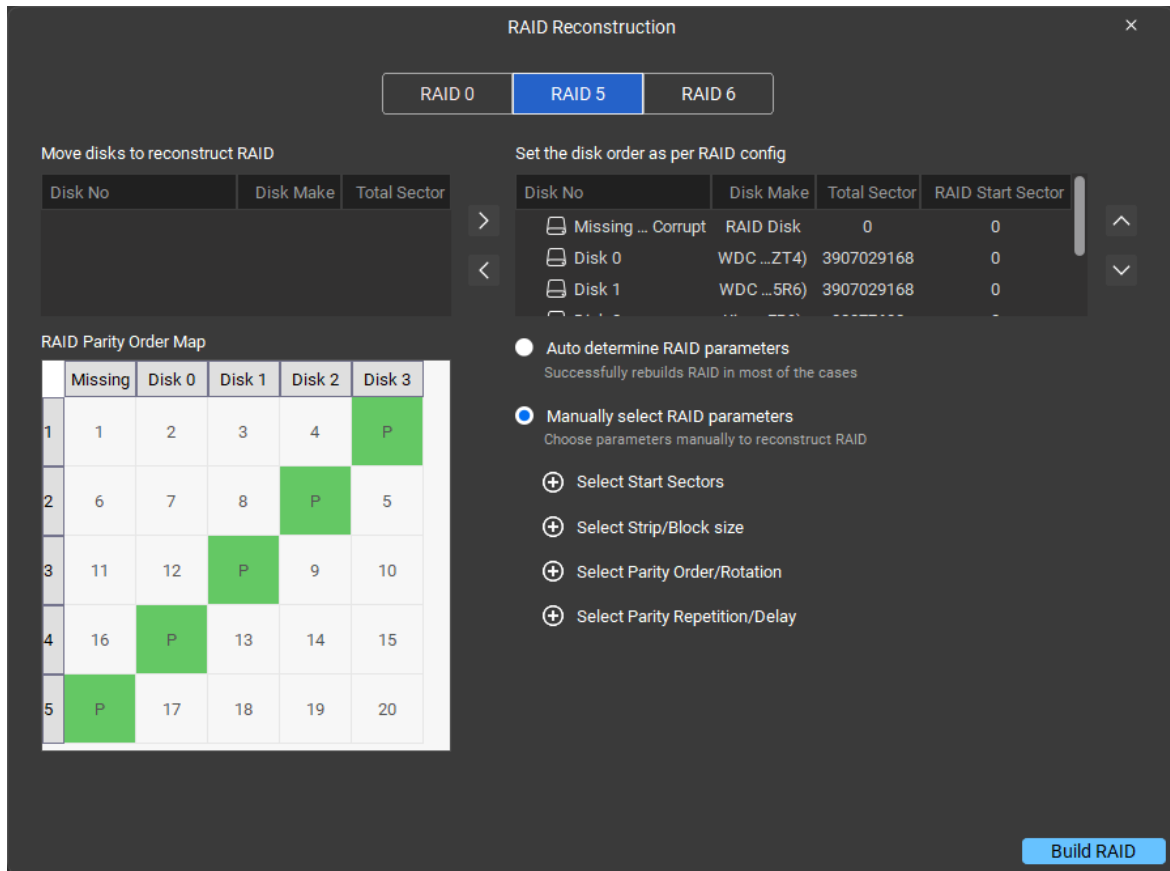 RAID Reconstruction
RAID 0 RAID 5 RAID 6
Move disks to reconstruct RAID
Disk No Disk Make Total Sector
Set the disk order as per RAID config
Disk No Disk Make Total Sector RAID Start Sector
Missing ... Corrupt RAID Disk 0 0
Disk 0 WDC ...ZT4) 3907029168 0
Disk 1 WDC ...5R6) 3907029168 0
RAID Parity Order Map
Missing Disk 0 Disk 1 Disk 2 Disk 3
1 1 2 3 4 P
2 6 7 8 P 5
3 11 12 P 9 10
4 16 P 13 14 15
5 P 17 18 19 20
Auto determine RAID parameters
Successfully rebuilds RAID in most of the cases
Manually select RAID parameters
Choose parameters manually to reconstruct RAID
Select Start Sectors
Select Strip/Block size
Select Parity Order/Rotation
Select Parity Repetition/Delay
Build RAID